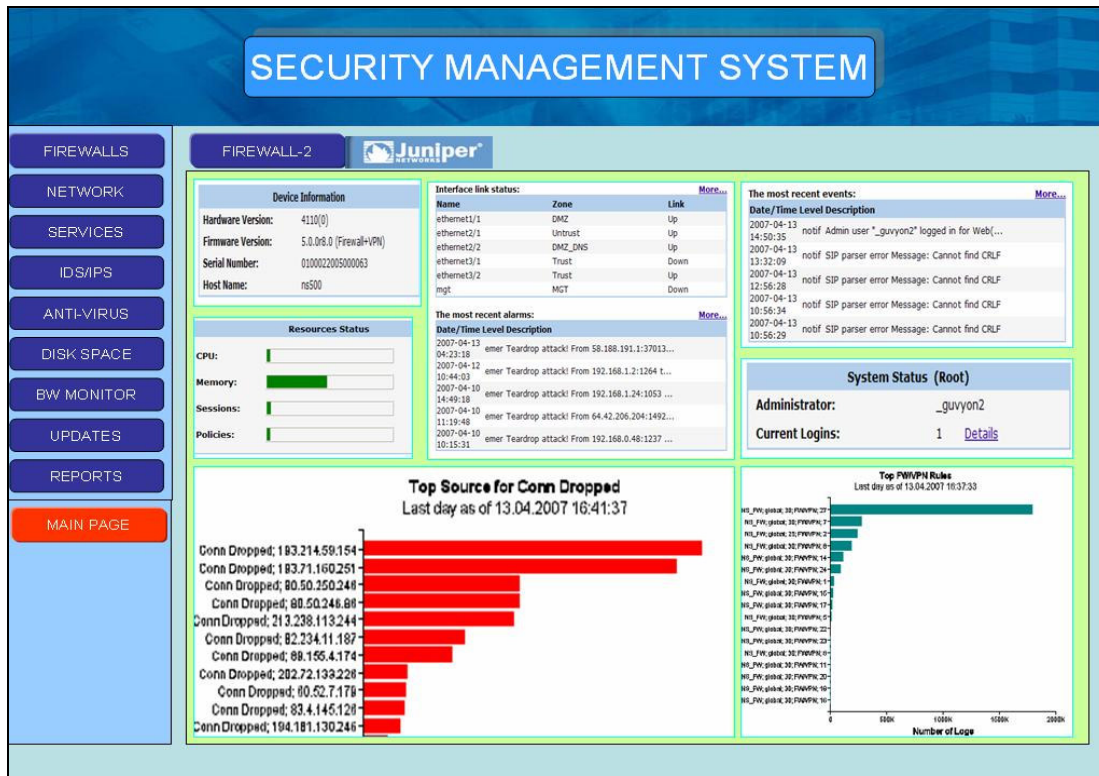 SECURITY MANAGEMENT SYSTEM
FIREWALLS
NETWORK
SERVICES
IDS/IPS
ANTI-VIRUS
DISK SPACE
BW MONITOR
UPDATES
REPORTS
MAIN PAGE
FIREWALL-2
Juniper
NETWORKS
Device Information
Hardware Version: 4110(0)
Firmware Version: 5.0.0r8.0 (Firewall+VPN)
Serial Number: 0100022005000063
Host Name: ns500
Resources Status
CPU:
Memory:
Sessions:
Policies:
Interface link status: More...
Name Zone Link
ethernet1/1 DMZ Up
ethernet2/1 Untrust Up
ethernet2/2 DMZ_DNS Up
ethernet3/1 Trust Down
ethernet3/2 Trust Up
mgt MGT Down
The most recent alarms: More...
Date/Time Level Description
2007-04-13 04:23:18 emer Teardrop attack! From 58.188.191.1:37013...
2007-04-12 10:44:03 emer Teardrop attack! From 192.168.1.2:1264 t...
2007-04-10 14:49:18 emer Teardrop attack! From 192.168.1.24:1053 ...
2007-04-10 11:19:48 emer Teardrop attack! From 64.42.206.204:1492...
2007-04-10 10:15:31 emer Teardrop attack! From 192.168.0.48:1237 ...
The most recent events: More...
Date/Time Level Description
2007-04-13 14:50:35 notif Admin user "_guvyon2" logged in for Web(...
2007-04-13 13:32:09 notif SIP parser error Message: Cannot find CRLF
2007-04-13 12:56:28 notif SIP parser error Message: Cannot find CRLF
2007-04-13 10:56:34 notif SIP parser error Message: Cannot find CRLF
2007-04-13 10:56:29 notif SIP parser error Message: Cannot find CRLF
System Status (Root)
Administrator: _guvyon2
Current Logins: 1 Details
Top Source for Conn Dropped
Last day as of 13.04.2007 16:41:37
Conn Dropped; 193.214.59.154
Conn Dropped; 193.71.160.251
Conn Dropped; 80.50.250.246
Conn Dropped; 80.50.246.86
Conn Dropped; 213.238.113.244
Conn Dropped; 82.234.11.187
Conn Dropped; 89.155.4.174
Conn Dropped; 202.72.133.226
Conn Dropped; 60.52.7.179
Conn Dropped; 83.4.145.126
Conn Dropped; 194.181.130.246
Top FW/VPN Rules
Last day as of 13.04.2007 16:37:33
0 500K 1000K 1500K 2000K
Number of Logs